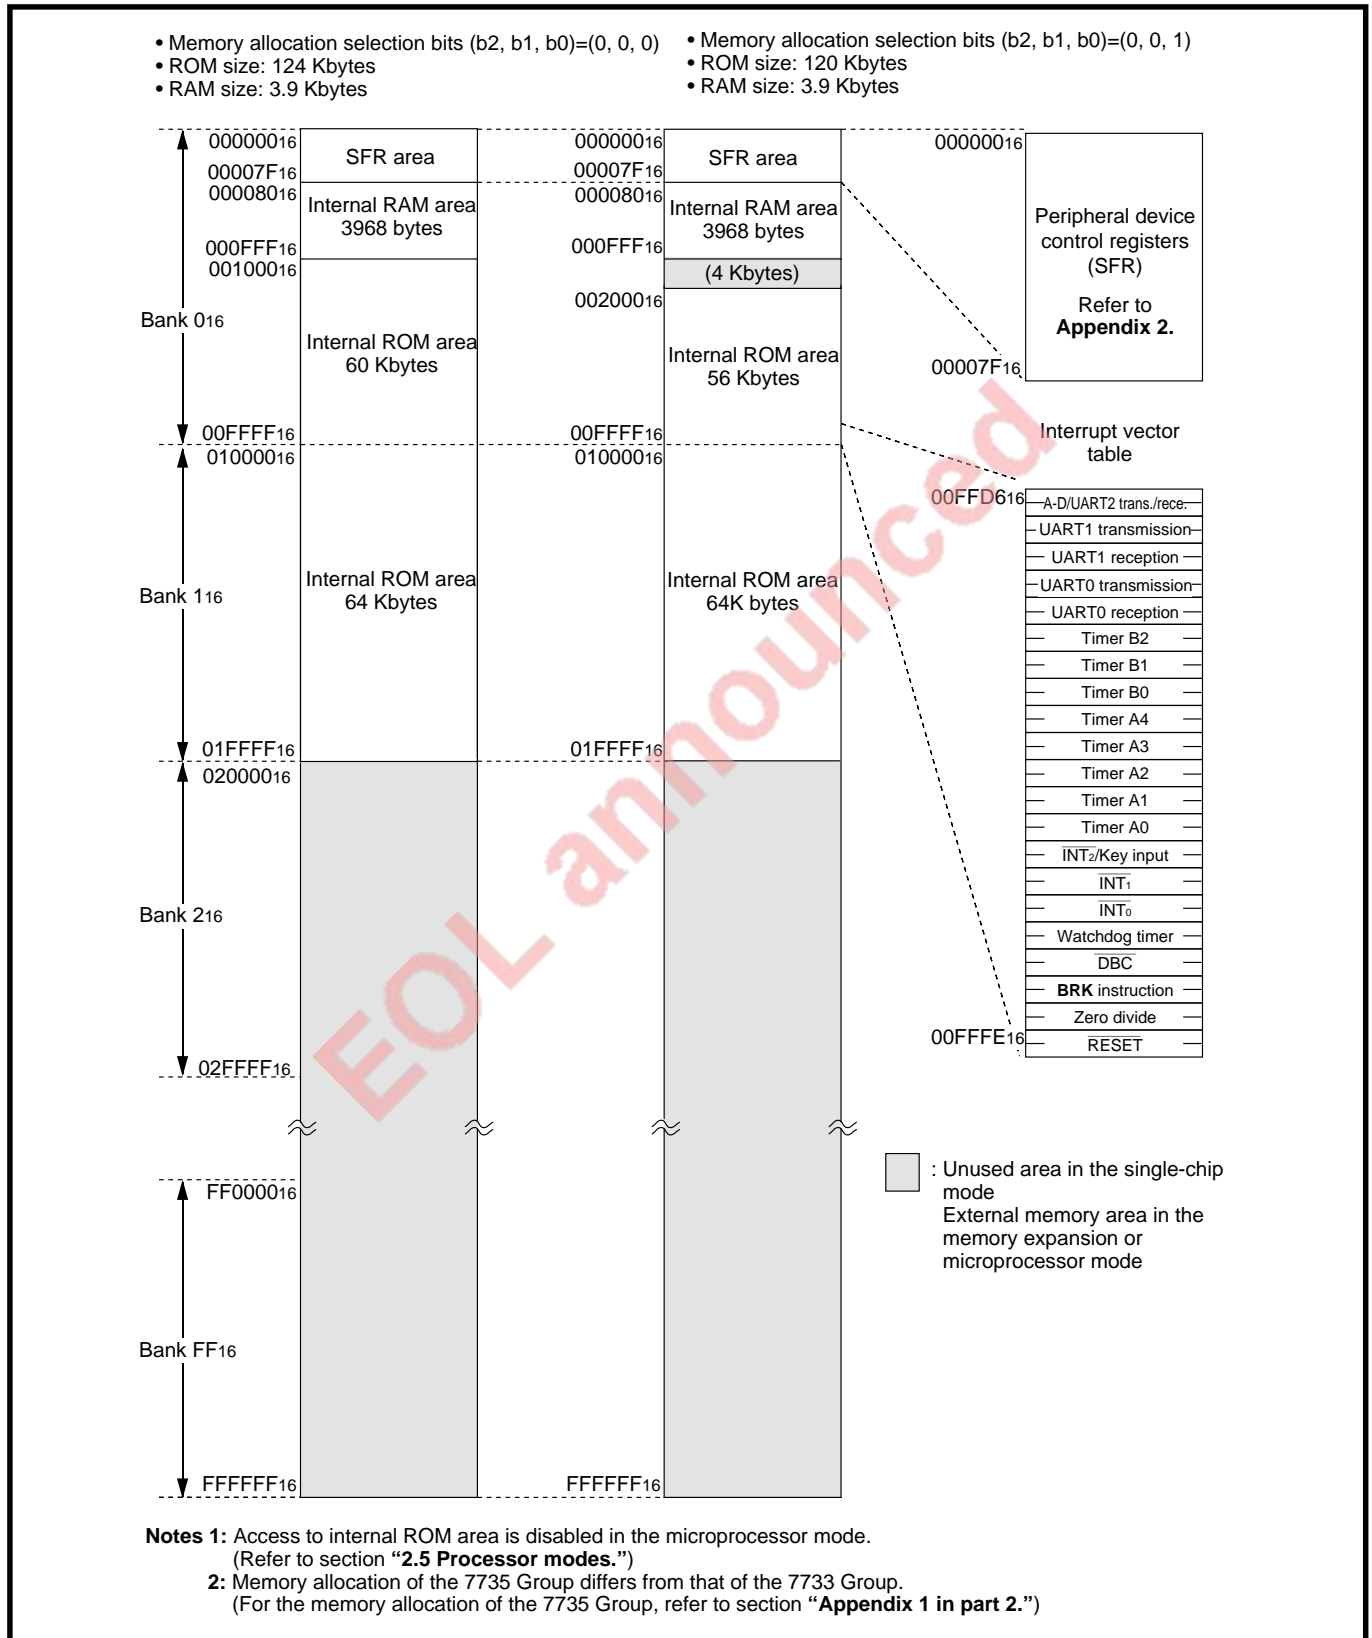 • Memory allocation selection bits (b2, b1, b0)=(0, 0, 0)
• ROM size: 124 Kbytes
• RAM size: 3.9 Kbytes
• Memory allocation selection bits (b2, b1, b0)=(0, 0, 1)
• ROM size: 120 Kbytes
• RAM size: 3.9 Kbytes
00000016
SFR area
00007F16
00008016
Internal RAM area
3968 bytes
000FFF16
00100016
Bank 016
Internal ROM area
60 Kbytes
00FFFF16
01000016
Bank 116
Internal ROM area
64 Kbytes
01FFFF16
02000016
Bank 216
02FFFF16
FF000016
Bank FF16
FFFFFF16
00000016
SFR area
00007F16
00008016
Internal RAM area
3968 bytes
000FFF16
(4 Kbytes)
00200016
Internal ROM area
56 Kbytes
00FFFF16
01000016
Internal ROM area
64K bytes
01FFFF16
FFFFFF16
00000016
Peripheral device
control registers
(SFR)
Refer to
Appendix 2.
00007F16
Interrupt vector
table
00FFD616
A-D/UART2 trans./rece.
UART1 transmission
UART1 reception
UART0 transmission
UART0 reception
Timer B2
Timer B1
Timer B0
Timer A4
Timer A3
Timer A2
Timer A1
Timer A0
INT2/Key input
INT1
INT0
Watchdog timer
DBC
BRK instruction
Zero divide
00FFFE16
RESET
: Unused area in the single-chip
mode
External memory area in the
memory expansion or
microprocessor mode
EOL announced
Notes 1: Access to internal ROM area is disabled in the microprocessor mode.
(Refer to section “2.5 Processor modes.”)
2: Memory allocation of the 7735 Group differs from that of the 7733 Group.
(For the memory allocation of the 7735 Group, refer to section “Appendix 1 in part 2.”)